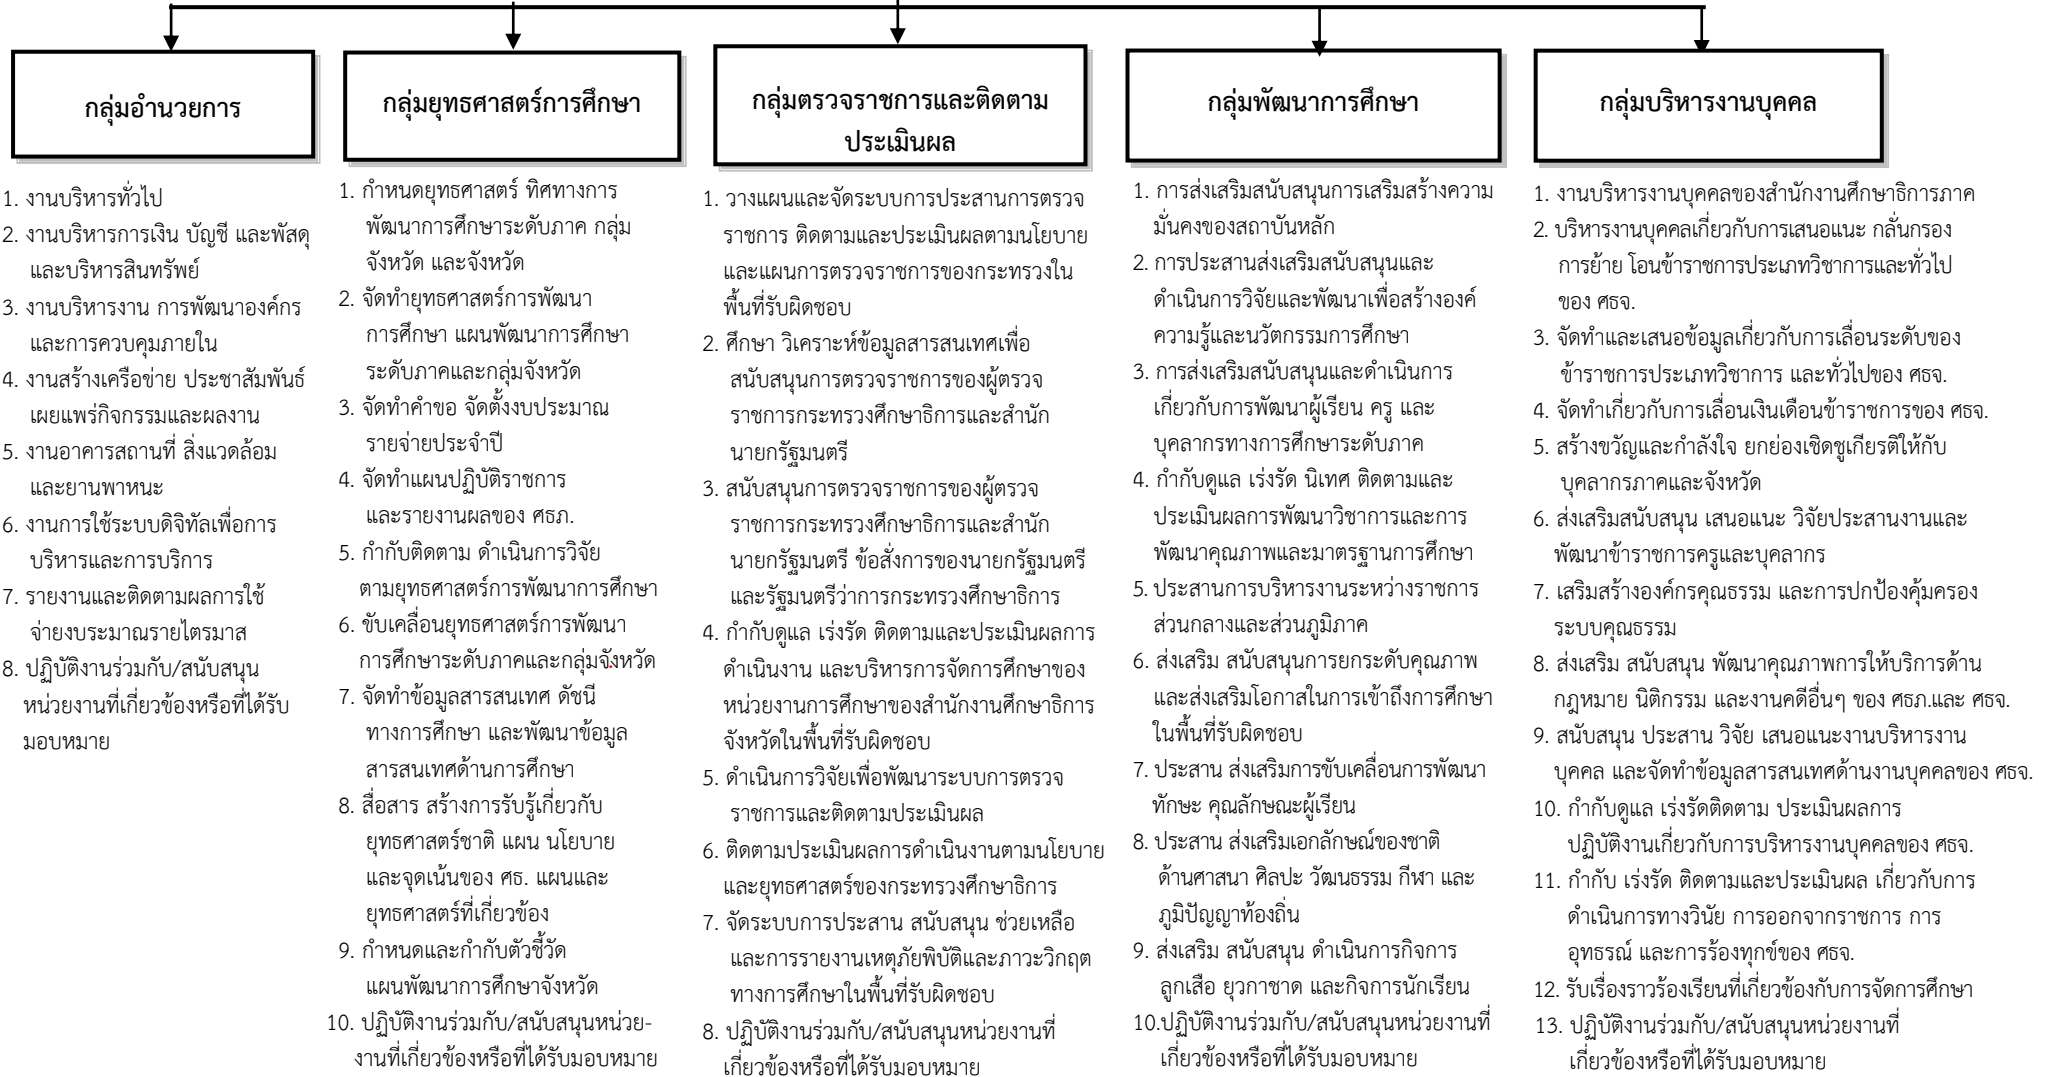 กลุ่มอำนวยการ
1. งานบริหารทั่วไป
2. งานบริหารการเงิน บัญชี และพัสดุ
และบริหารสินทรัพย์
3. งานบริหารงาน การพัฒนาองค์กร
และการควบคุมภายใน
4. งานสร้างเครือข่าย ประชาสัมพันธ์
เผยแพร่กิจกรรมและผลงาน
5. งานอาคารสถานที่ สิ่งแวดล้อม
และยานพาหนะ
6. งานการใช้ระบบดิจิทัลเพื่อการ
บริหารและการบริการ
7. รายงานและติดตามผลการใช้
จ่ายงบประมาณรายไตรมาส
8. ปฏิบัติงานร่วมกับ/สนับสนุน
หน่วยงานที่เกี่ยวข้องหรือที่ได้รับ
มอบหมาย
กลุ่มยุทธศาสตร์การศึกษา
1. กำหนดยุทธศาสตร์ ทิศทางการ
พัฒนาการศึกษาระดับภาค กลุ่ม
จังหวัด และจังหวัด
2. จัดทำยุทธศาสตร์การพัฒนา
การศึกษา แผนพัฒนาการศึกษา
ระดับภาคและกลุ่มจังหวัด
3. จัดทำคำขอ จัดตั้งงบประมาณ
รายจ่ายประจำปี
4. จัดทำแผนปฏิบัติราชการ
และรายงานผลของ ศธภ.
5. กำกับติดตาม ดำเนินการวิจัย
ตามยุทธศาสตร์การพัฒนาการศึกษา
6. ขับเคลื่อนยุทธศาสตร์การพัฒนา
การศึกษาระดับภาคและกลุ่มจังหวัด
7. จัดทำข้อมูลสารสนเทศ ดัชนี
ทางการศึกษา และพัฒนาข้อมูล
สารสนเทศด้านการศึกษา
8. สื่อสาร สร้างการรับรู้เกี่ยวกับ
ยุทธศาสตร์ชาติ แผน นโยบาย
และจุดเน้นของ ศธ. แผนและ
ยุทธศาสตร์ที่เกี่ยวข้อง
9. กำหนดและกำกับตัวชี้วัด
แผนพัฒนาการศึกษาจังหวัด
10. ปฏิบัติงานร่วมกับ/สนับสนุนหน่วย-
งานที่เกี่ยวข้องหรือที่ได้รับมอบหมาย
กลุ่มตรวจราชการและติดตาม
ประเมินผล
1. วางแผนและจัดระบบการประสานการตรวจ
ราชการ ติดตามและประเมินผลตามนโยบาย
และแผนการตรวจราชการของกระทรวงใน
พื้นที่รับผิดชอบ
2. ศึกษา วิเคราะห์ข้อมูลสารสนเทศเพื่อ
สนับสนุนการตรวจราชการของผู้ตรวจ
ราชการกระทรวงศึกษาธิการและสำนัก
นายกรัฐมนตรี
3. สนับสนุนการตรวจราชการของผู้ตรวจ
ราชการกระทรวงศึกษาธิการและสำนัก
นายกรัฐมนตรี ข้อสั่งการของนายกรัฐมนตรี
และรัฐมนตรีว่าการกระทรวงศึกษาธิการ
4. กำกับดูแล เร่งรัด ติดตามและประเมินผลการ
ดำเนินงาน และบริหารการจัดการศึกษาของ
หน่วยงานการศึกษาของสำนักงานศึกษาธิการ
จังหวัดในพื้นที่รับผิดชอบ
5. ดำเนินการวิจัยเพื่อพัฒนาระบบการตรวจ
ราชการและติดตามประเมินผล
6. ติดตามประเมินผลการดำเนินงานตามนโยบาย
และยุทธศาสตร์ของกระทรวงศึกษาธิการ
7. จัดระบบการประสาน สนับสนุน ช่วยเหลือ
และการรายงานเหตุภัยพิบัติและภาวะวิกฤต
ทางการศึกษาในพื้นที่รับผิดชอบ
8. ปฏิบัติงานร่วมกับ/สนับสนุนหน่วยงานที่
เกี่ยวข้องหรือที่ได้รับมอบหมาย
กลุ่มพัฒนาการศึกษา
1. การส่งเสริมสนับสนุนการเสริมสร้างความ
มั่นคงของสถาบันหลัก
2. การประสานส่งเสริมสนับสนุนและ
ดำเนินการวิจัยและพัฒนาเพื่อสร้างองค์
ความรู้และนวัตกรรมการศึกษา
3. การส่งเสริมสนับสนุนและดำเนินการ
เกี่ยวกับการพัฒนาผู้เรียน ครู และ
บุคลากรทางการศึกษาระดับภาค
4. กำกับดูแล เร่งรัด นิเทศ ติดตามและ
ประเมินผลการพัฒนาวิชาการและการ
พัฒนาคุณภาพและมาตรฐานการศึกษา
5. ประสานการบริหารงานระหว่างราชการ
ส่วนกลางและส่วนภูมิภาค
6. ส่งเสริม สนับสนุนการยกระดับคุณภาพ
และส่งเสริมโอกาสในการเข้าถึงการศึกษา
ในพื้นที่รับผิดชอบ
7. ประสาน ส่งเสริมการขับเคลื่อนการพัฒนา
ทักษะ คุณลักษณะผู้เรียน
8. ประสาน ส่งเสริมเอกลักษณ์ของชาติ
ด้านศาสนา ศิลปะ วัฒนธรรม กีฬา และ
ภูมิปัญญาท้องถิ่น
9. ส่งเสริม สนับสนุน ดำเนินการกิจการ
ลูกเสือ ยุวกาชาด และกิจการนักเรียน
10.ปฏิบัติงานร่วมกับ/สนับสนุนหน่วยงานที่
เกี่ยวข้องหรือที่ได้รับมอบหมาย
กลุ่มบริหารงานบุคคล
1. งานบริหารงานบุคคลของสำนักงานศึกษาธิการภาค
2. บริหารงานบุคคลเกี่ยวกับการเสนอแนะ กลั่นกรอง
การย้าย โอนข้าราชการประเภทวิชาการและทั่วไป
ของ ศธจ.
3. จัดทำและเสนอข้อมูลเกี่ยวกับการเลื่อนระดับของ
ข้าราชการประเภทวิชาการ และทั่วไปของ ศธจ.
4. จัดทำเกี่ยวกับการเลื่อนเงินเดือนข้าราชการของ ศธจ.
5. สร้างขวัญและกำลังใจ ยกย่องเชิดชูเกียรติให้กับ
บุคลากรภาคและจังหวัด
6. ส่งเสริมสนับสนุน เสนอแนะ วิจัยประสานงานและ
พัฒนาข้าราชการครูและบุคลากร
7. เสริมสร้างองค์กรคุณธรรม และการปกป้องคุ้มครอง
ระบบคุณธรรม
8. ส่งเสริม สนับสนุน พัฒนาคุณภาพการให้บริการด้าน
กฎหมาย นิติกรรม และงานคดีอื่นๆ ของ ศธภ.และ ศธจ.
9. สนับสนุน ประสาน วิจัย เสนอแนะงานบริหารงาน
บุคคล และจัดทำข้อมูลสารสนเทศด้านงานบุคคลของ ศธจ.
10. กำกับดูแล เร่งรัดติดตาม ประเมินผลการ
ปฏิบัติงานเกี่ยวกับการบริหารงานบุคคลของ ศธจ.
11. กำกับ เร่งรัด ติดตามและประเมินผล เกี่ยวกับการ
ดำเนินการทางวินัย การออกจากราชการ การ
อุทธรณ์ และการร้องทุกข์ของ ศธจ.
12. รับเรื่องราวร้องเรียนที่เกี่ยวข้องกับการจัดการศึกษา
13. ปฏิบัติงานร่วมกับ/สนับสนุนหน่วยงานที่
เกี่ยวข้องหรือที่ได้รับมอบหมาย